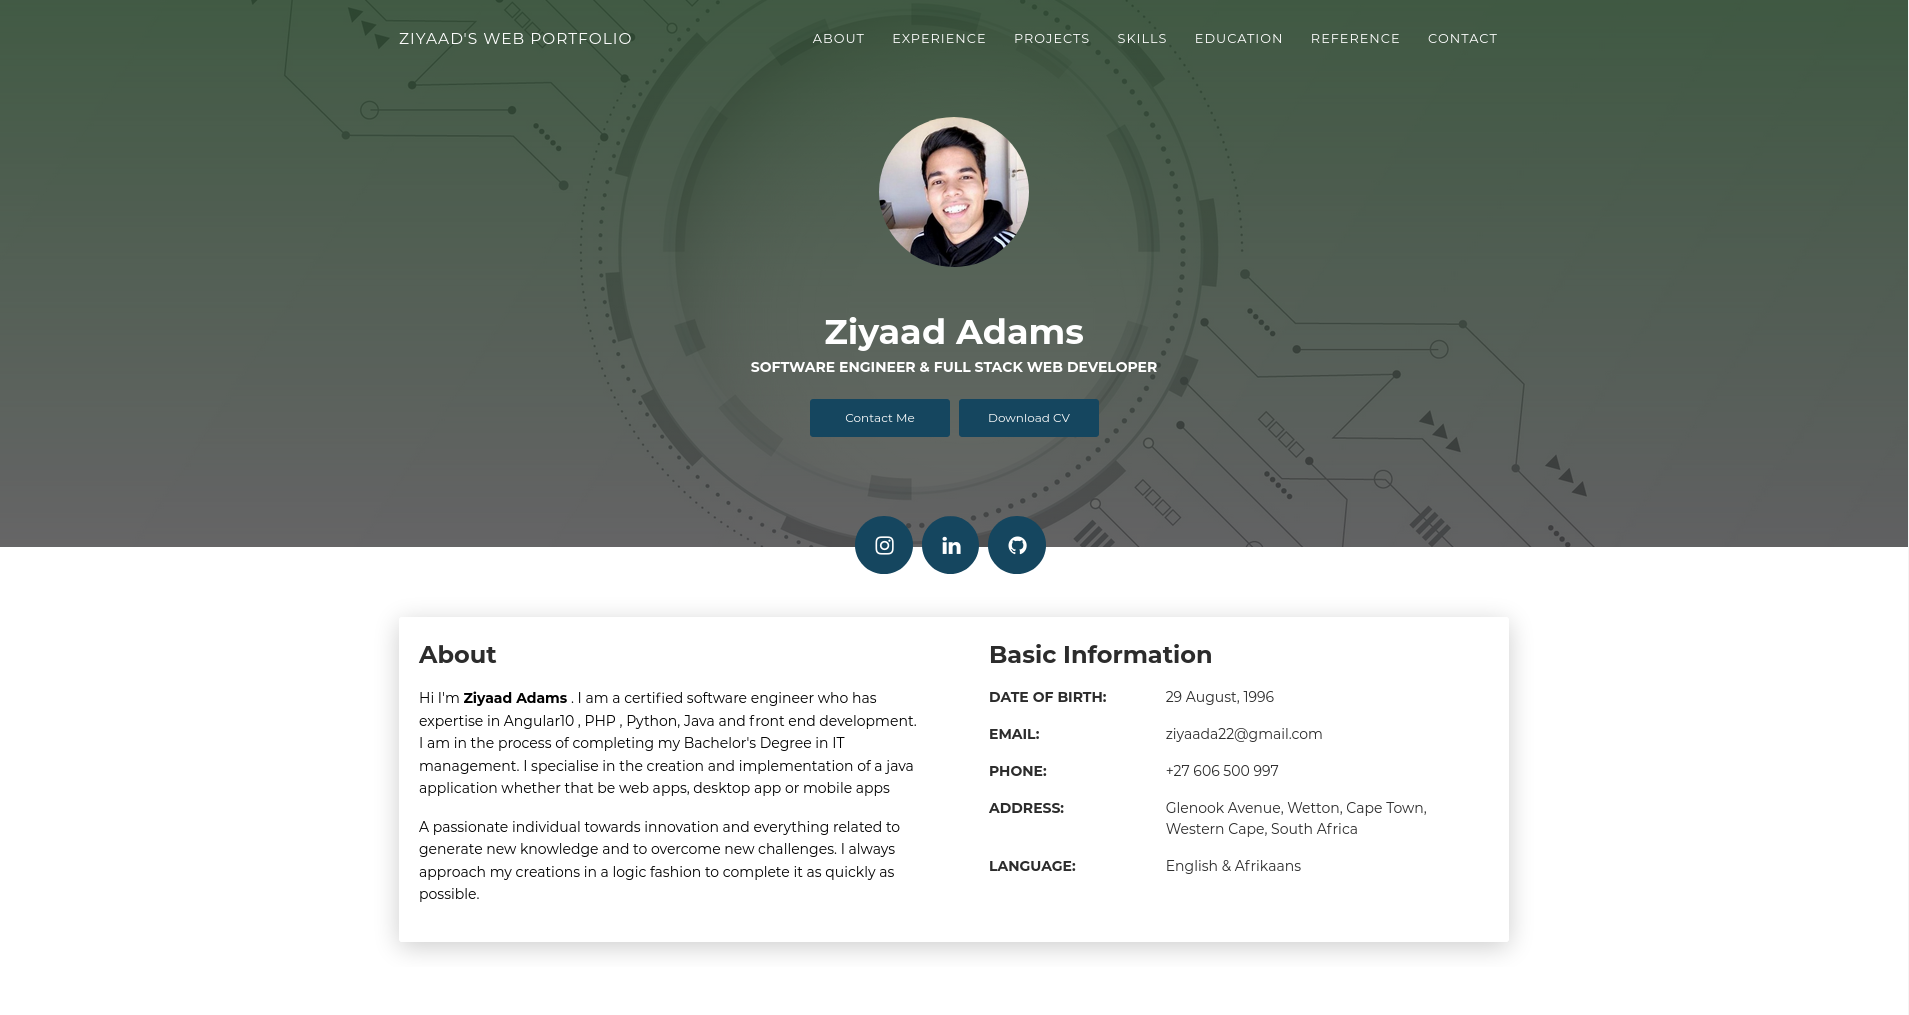 ZIYAAD'S WEB PORTFOLIO
ABOUT EXPERIENCE PROJECTS SKILLS EDUCATION REFERENCE CONTACT
Ziyaad Adams
SOFTWARE ENGINEER & FULL STACK WEB DEVELOPER
Contact Me Download CV
in
About
Hi I'm Ziyaad Adams . I am a certified software engineer who has
expertise in Angular10 , PHP , Python, Java and front end development.
I am in the process of completing my Bachelor's Degree in IT
management. I specialise in the creation and implementation of a java
application whether that be web apps, desktop app or mobile apps
A passionate individual towards innovation and everything related to
generate new knowledge and to overcome new challenges. I always
approach my creations in a logic fashion to complete it as quickly as
possible.
Basic Information
DATE OF BIRTH: 29 August, 1996
EMAIL: ziyaada22@gmail.com
PHONE: +27 606 500 997
ADDRESS: Glenook Avenue, Wetton, Cape Town,
Western Cape, South Africa
LANGUAGE: English & Afrikaans